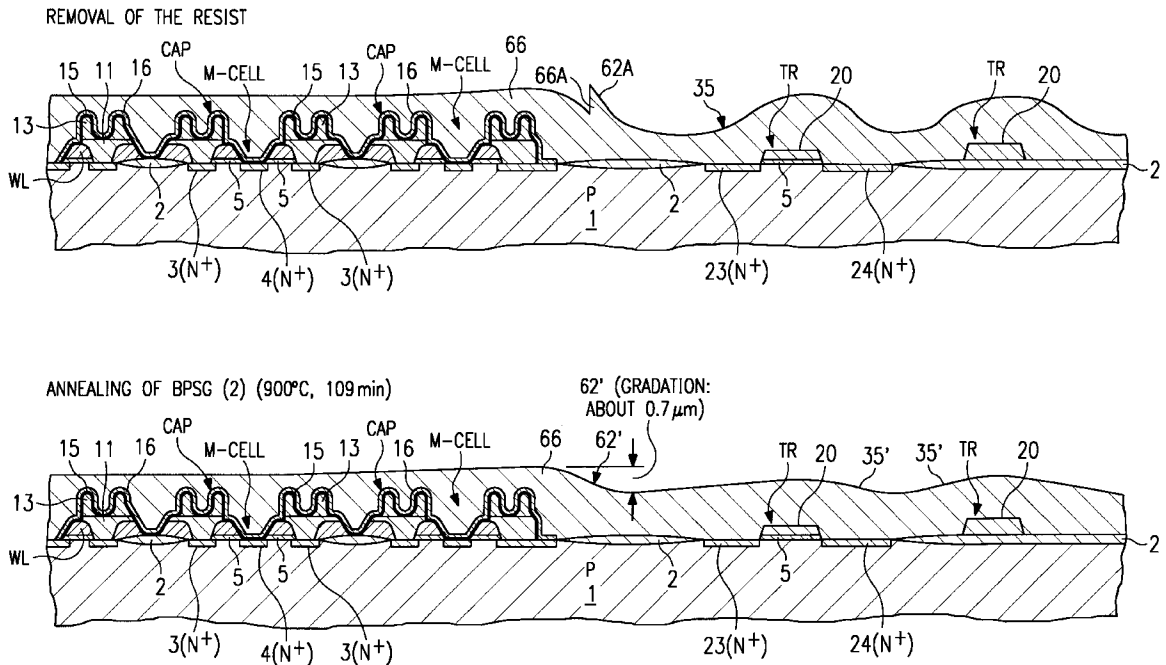 REMOVAL OF THE RESIST
15 11 16 CAP M-CELL 15 13 CAP 16 M-CELL 66 66A 62A 35 TR 20 TR 20
13
WL
2 5 5 P 2 5 2
1
3(N+) 4(N+) 3(N+) 23(N+) 24(N+)
ANNEALING OF BPSG (2) (900°C, 109min)
62' (GRADATION:
ABOUT 0.7μm)
15 11 16 CAP M-CELL 15 13 CAP 16 M-CELL 66 62' TR 20 35' 35' TR 20
13
WL
2 5 5 P 2 5 2
1
3(N+) 4(N+) 3(N+) 23(N+) 24(N+)